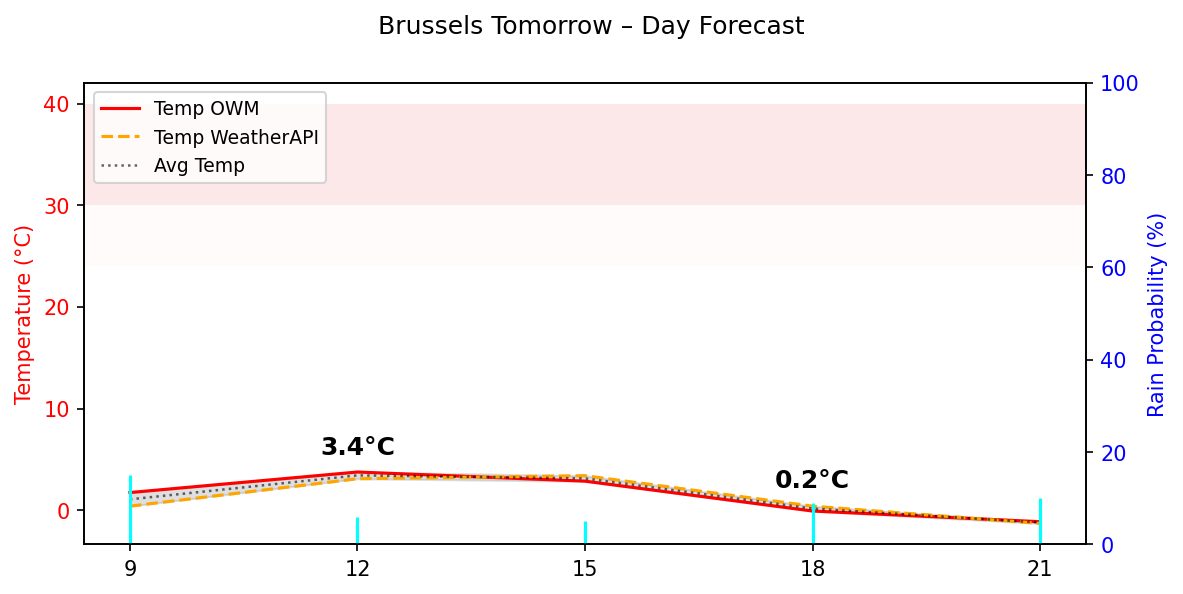 Brussels Tomorrow – Day Forecast
Temp OWM
Temp WeatherAPI
Avg Temp
Temperature (°C)
40
30
20
10
0
3.4°C
0.2°C
100
80
60
40
20
0
Rain Probability (%)
9
12
15
18
21